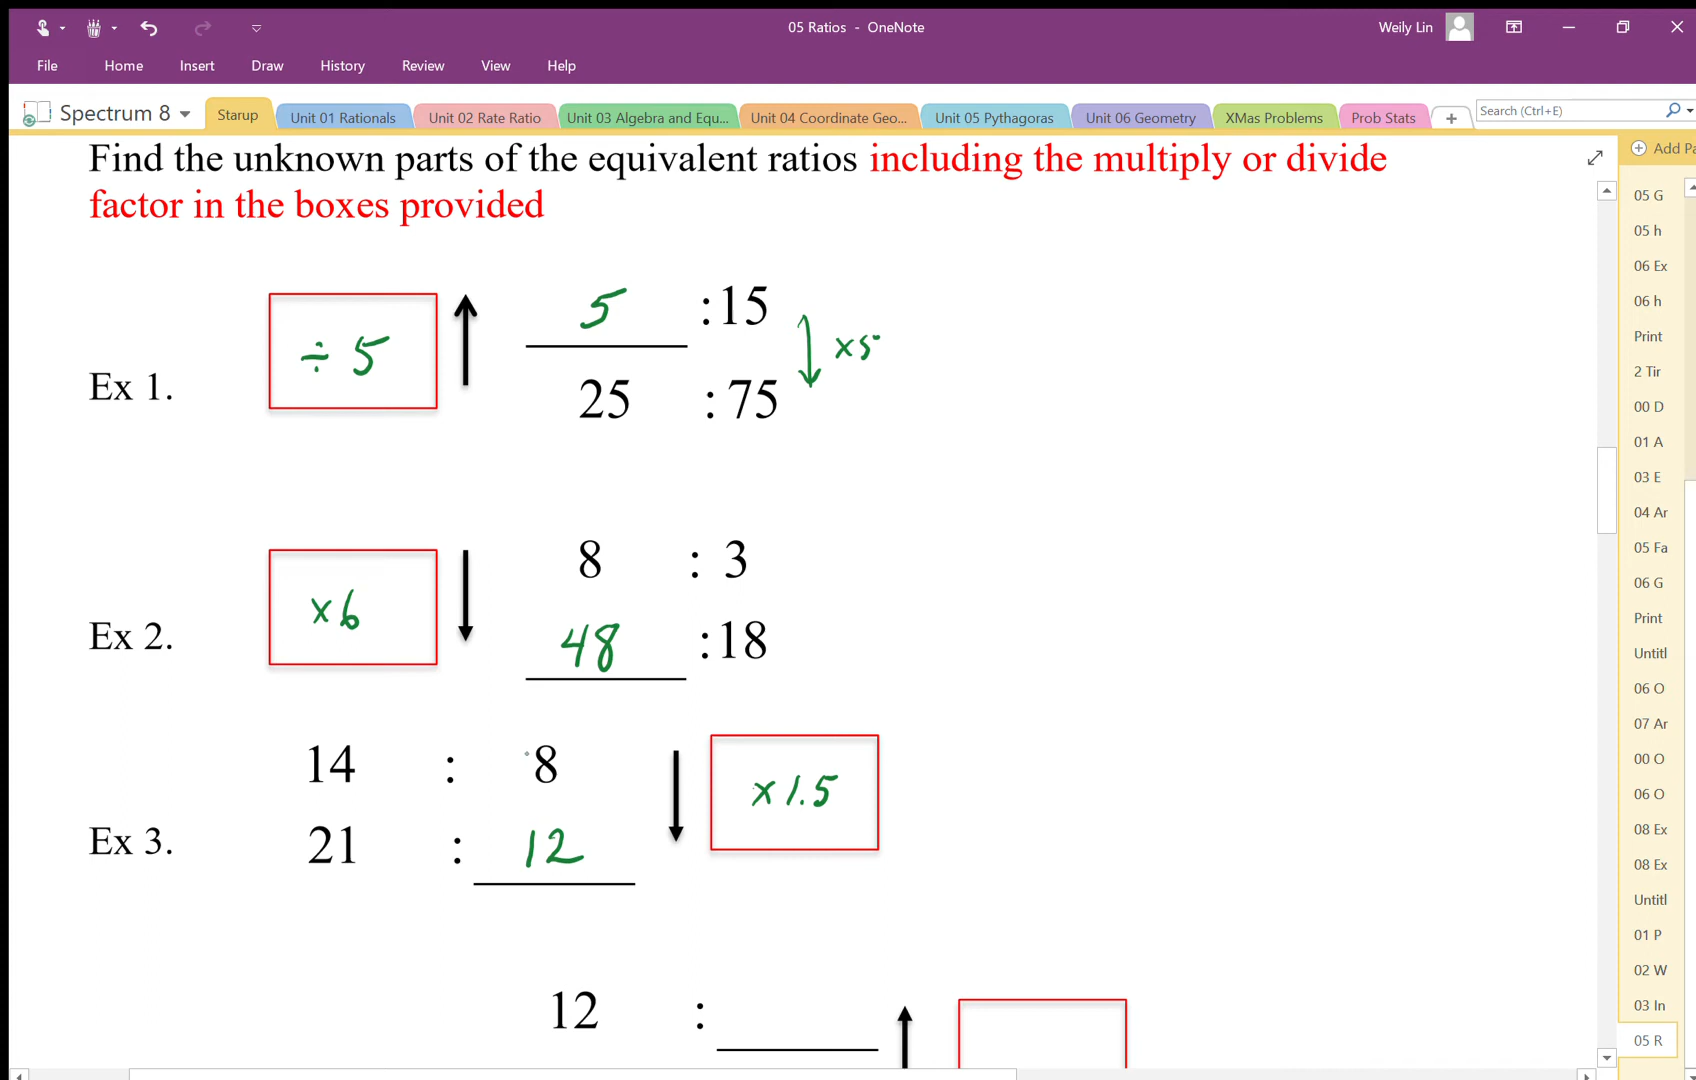 05 Ratios - OneNote
Weily Lin
File Home Insert Draw History Review View Help
Spectrum 8
Starup
Unit 01 Rationals
Unit 02 Rate Ratio
Unit 03 Algebra and Equ...
Unit 04 Coordinate Geo...
Unit 05 Pythagoras
Unit 06 Geometry
XMas Problems
Prob Stats
+
Search (Ctrl+E)
Find the unknown parts of the equivalent ratios including the multiply or divide
factor in the boxes provided
Ex 1.
÷ 5
5 :15
25 : 75
×5
Ex 2.
×6
8 : 3
48 :18
Ex 3.
14 : 8
21 : 12
×1.5
12 :
Add Pa
05 G
05 h
06 Ex
06 h
Print
2 Tir
00 D
01 A
03 E
04 Ar
05 Fa
06 G
Print
Untitl
06 O
07 Ar
00 O
06 O
08 Ex
08 Ex
Untitl
01 P
02 W
03 In
05 R